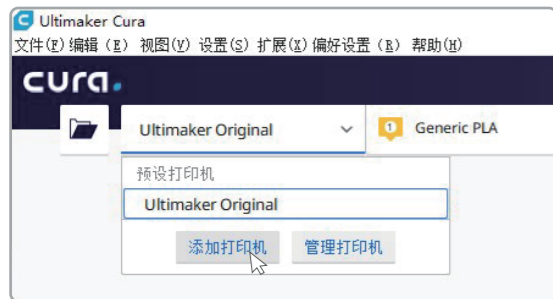 Ultimaker Cura
文件(F) 编辑 (E) 视图(V) 设置(S) 扩展(X) 偏好设置 (R) 帮助(H)
cura.
Ultimaker Original 1 Generic PLA
预设打印机
Ultimaker Original
添加打印机 管理打印机